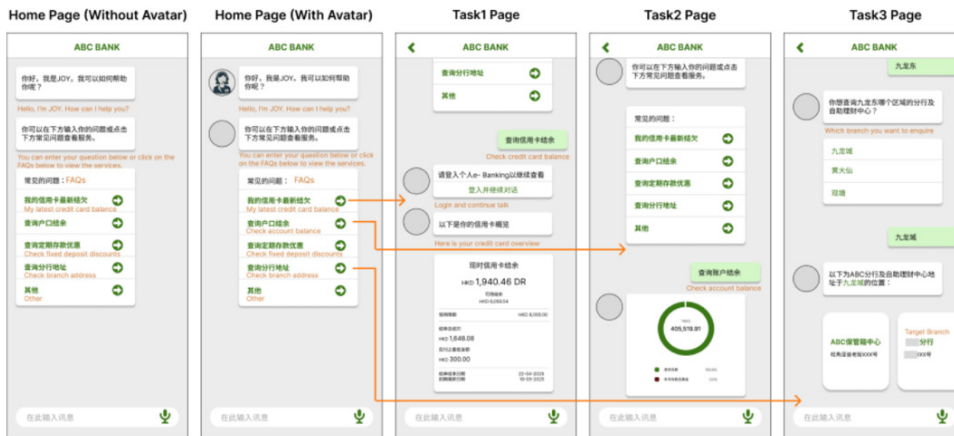 Home Page (Without Avatar)
ABC BANK
你好，我是JOY，我可以如何帮助
你呢？
Hello, I'm JOY. How can I help you?
你可以在下方输入你的问题或点击
下方常见问题查看服务。
You can enter your question below or click on the
FAQs below to view the services.
常见的问题：FAQs
我的信用卡最新结欠
My latest credit card balance
查询户口结余
Check account balance
查询定期存款优惠
Check fixed deposit discounts
查询分行地址
Check branch address
其他
Other
在此输入讯息
Home Page (With Avatar)
ABC BANK
你好，我是JOY，我可以如何帮助
你呢？
Hello, I'm JOY. How can I help you?
你可以在下方输入你的问题或点击
下方常见问题查看服务。
You can enter your question below or click
on the FAQs below to view the services.
常见的问题： FAQs
我的信用卡最新结欠
My latest credit card balance
查询户口结余
Check account balance
查询定期存款优惠
Check fixed deposit discounts
查询分行地址
Check branch address
其他
Other
在此输入讯息
Task1 Page
ABC BANK
查询分行地址
其他
查询信用卡结余
Check credit card balance
请登入个人e- Banking以继续查看
登入并继续对话
Login and continue talk
以下是你的信用卡概览
Here is your credit card overview
现时信用卡结余
HKD 1,940.46 DR
可用结余
HKD 6,059.54
信用限额 HKD 8,000.00
HKD 1,648.08
HKD 300.00
在此输入讯息
Task2 Page
ABC BANK
你可以在下方输入你的问题或点击
下方常见问题查看服务。
常见的问题：
我的信用卡最新结余
查询户口结余
查询定期存款优惠
查询分行地址
其他
查询账户结余
Check account balance
HKD
405,519.91
在此输入讯息
Task3 Page
ABC BANK
九龙东
你想查询九龙东哪个区域的分行及
自助理财中心？
Which branch you want to enquire
九龙城
黄大仙
观塘
九龙城
以下为ABC分行及自助理财中心地
址于九龙城的位置：
ABC保管箱中心
Target Branch
分行
XXX号
在此输入讯息